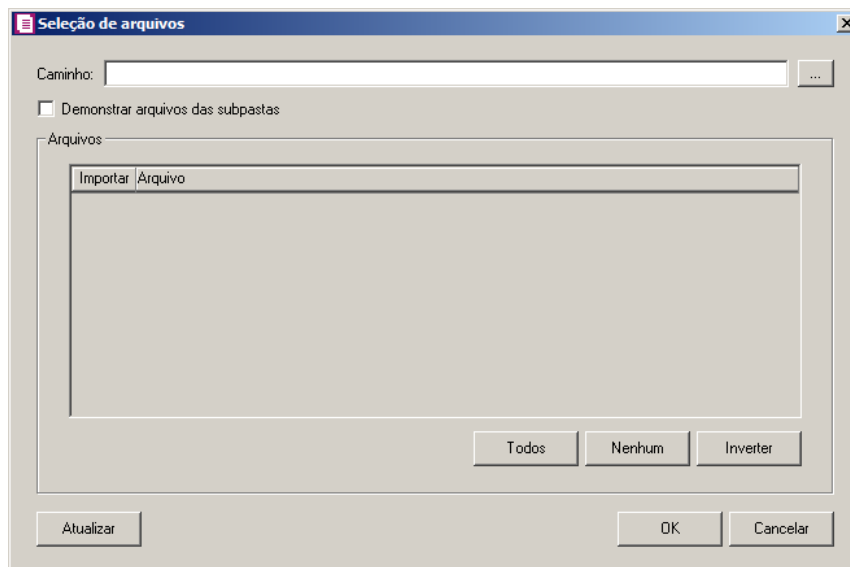 Seleção de arquivos
Caminho:
...
Demonstrar arquivos das subpastas
Arquivos
Importar Arquivo
Todos Nenhum Inverter
Atualizar OK Cancelar